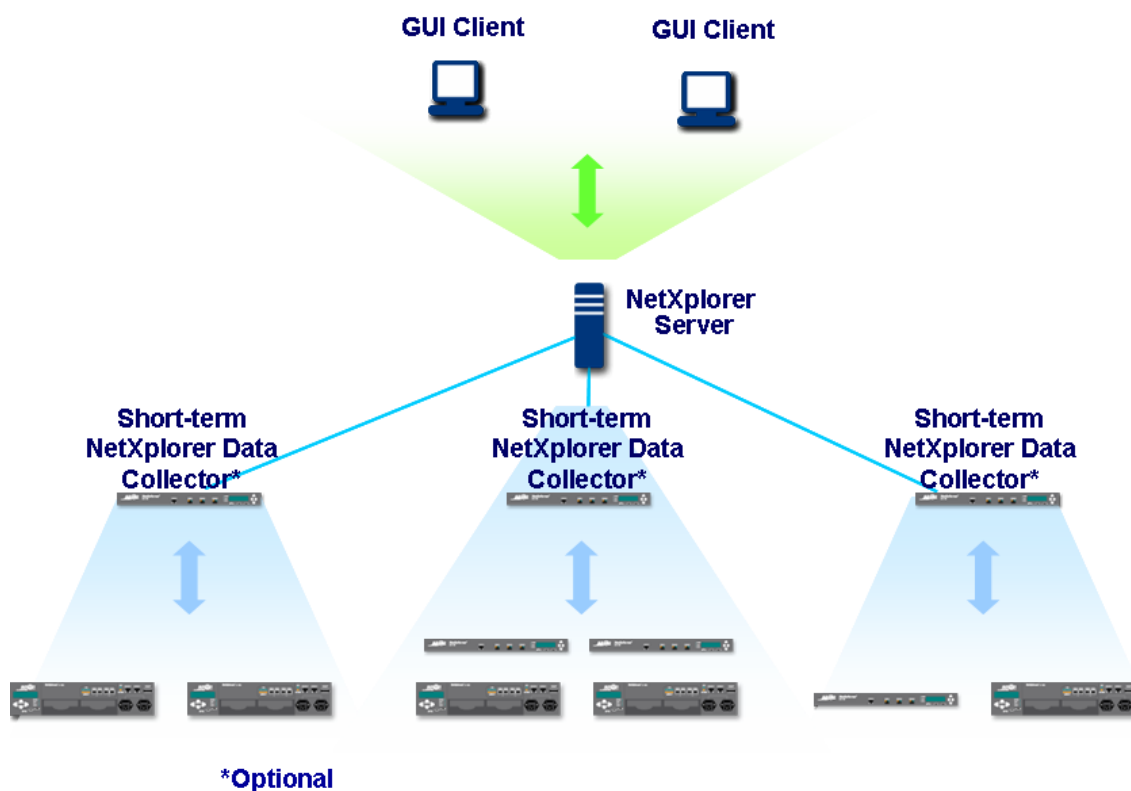 GUI Client
GUI Client
NetXplorer
Server
Short-term
NetXplorer Data
Collector*
Short-term
NetXplorer Data
Collector*
Short-term
NetXplorer Data
Collector*
*Optional